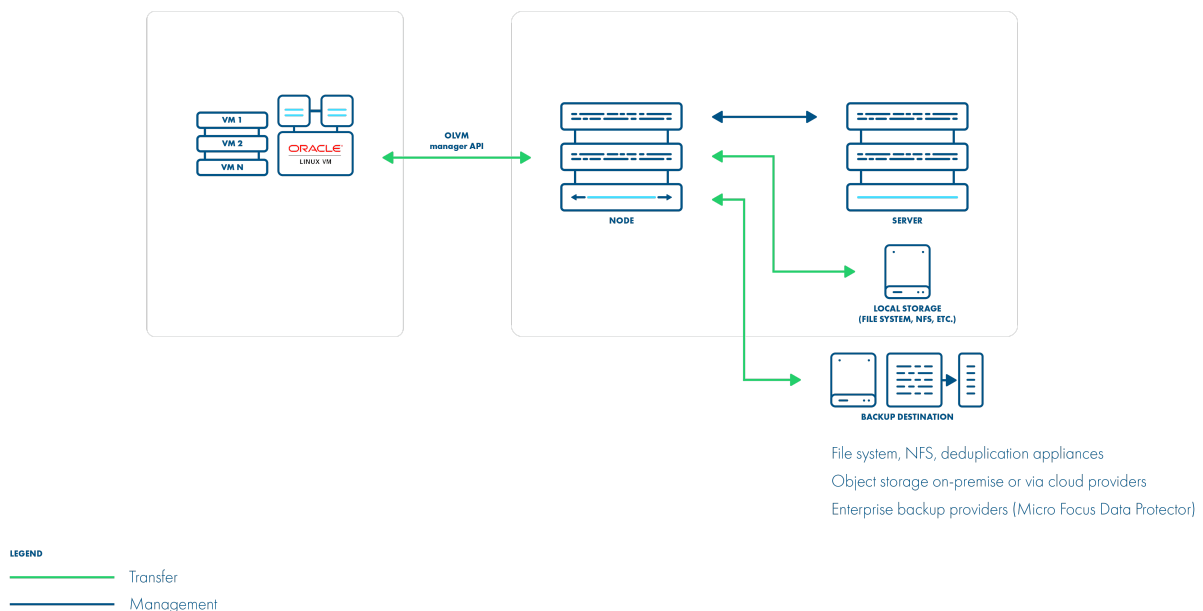 VM 1
VM 2
VM N
ORACLE
LINUX VM
OLVM
manager API
NODE
SERVER
LOCAL STORAGE
(FILE SYSTEM, NFS, ETC.)
BACKUP DESTINATION
File system, NFS, deduplication appliances
Object storage on-premise or via cloud providers
Enterprise backup providers (Micro Focus Data Protector)
LEGEND
Transfer
Management